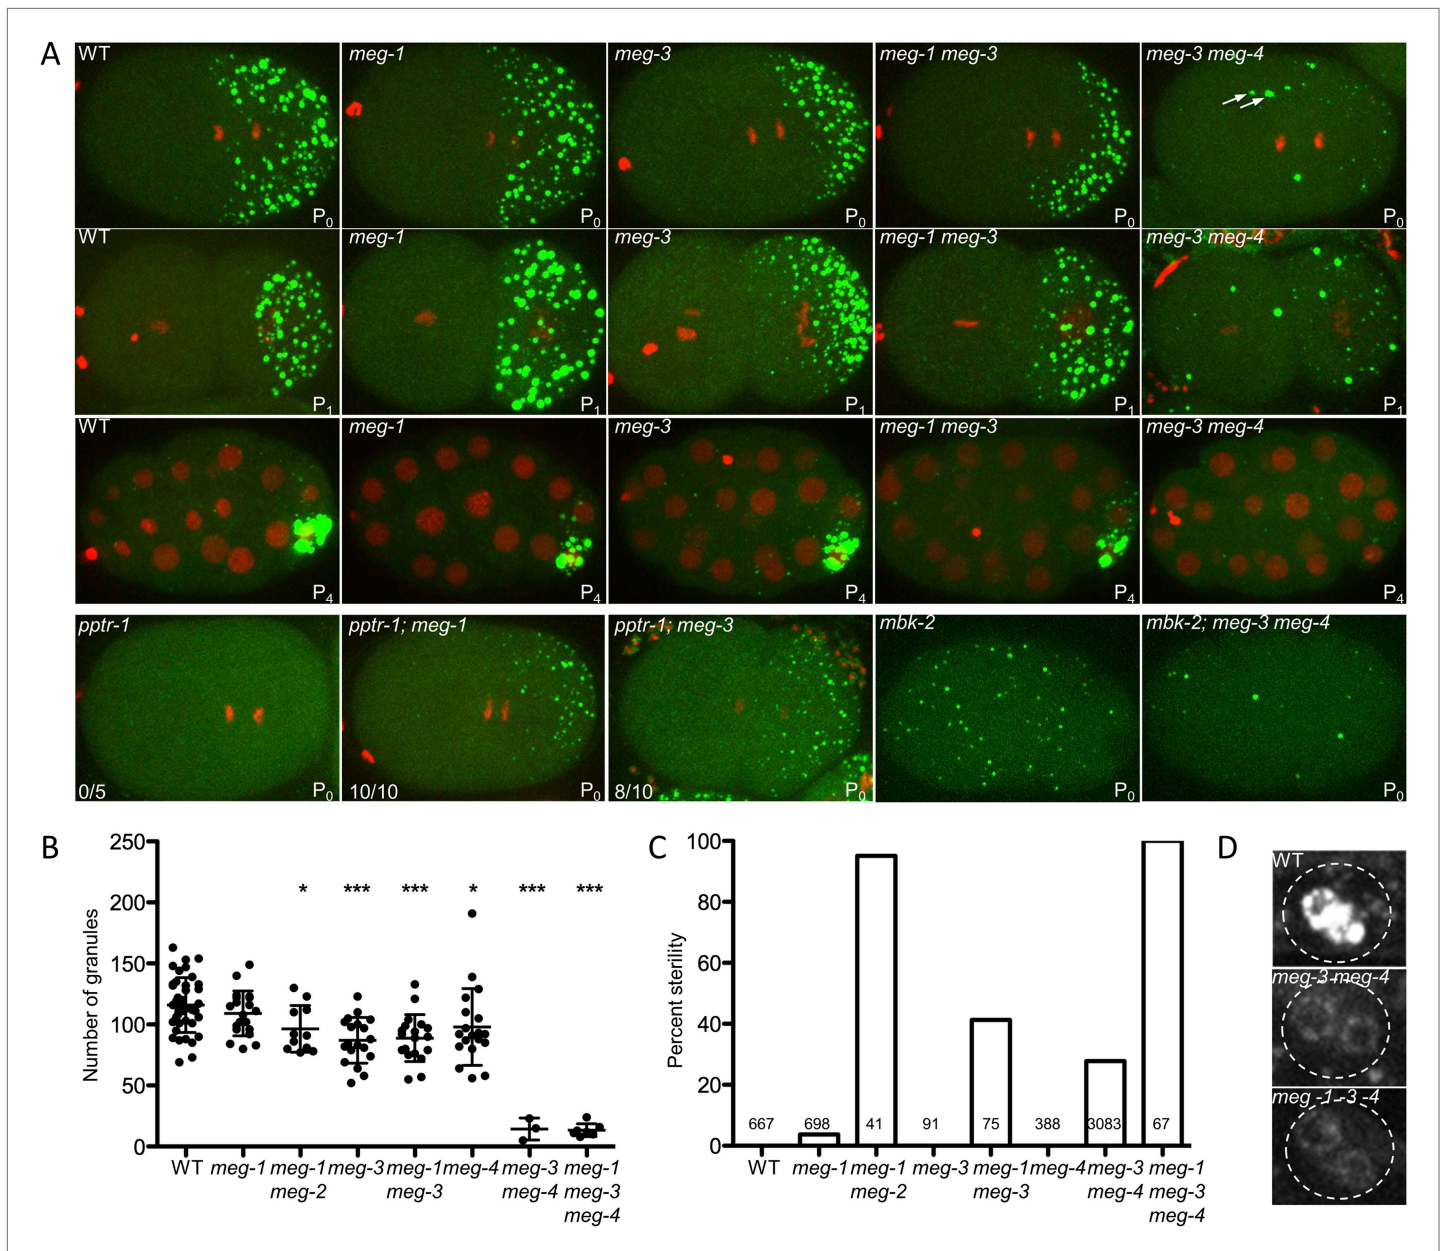 A
WT
meg-1
meg-3
meg-1 meg-3
meg-3 meg-4
P0
P0
P0
P0
P0
WT
meg-1
meg-3
meg-1 meg-3
meg-3 meg-4
P1
P1
P1
P1
P1
WT
meg-1
meg-3
meg-1 meg-3
meg-3 meg-4
P4
P4
P4
P4
P4
pptr-1
pptr-1; meg-1
pptr-1; meg-3
mbk-2
mbk-2; meg-3 meg-4
0/5
P0
10/10
P0
8/10
P0
P0
P0
B
Number of granules
250
200
150
100
50
0
*
***
***
*
***
***
WT
meg-1
meg-1
meg-2
meg-3
meg-1
meg-3
meg-4
meg-3
meg-4
meg-1
meg-3
meg-4
C
Percent sterility
100
80
60
40
20
0
667
698
41
91
75
388
3083
67
WT
meg-1
meg-1
meg-2
meg-3
meg-1
meg-3
meg-4
meg-3
meg-4
meg-1
meg-3
meg-4
D
WT
meg-3 meg-4
meg -1 -3 -4